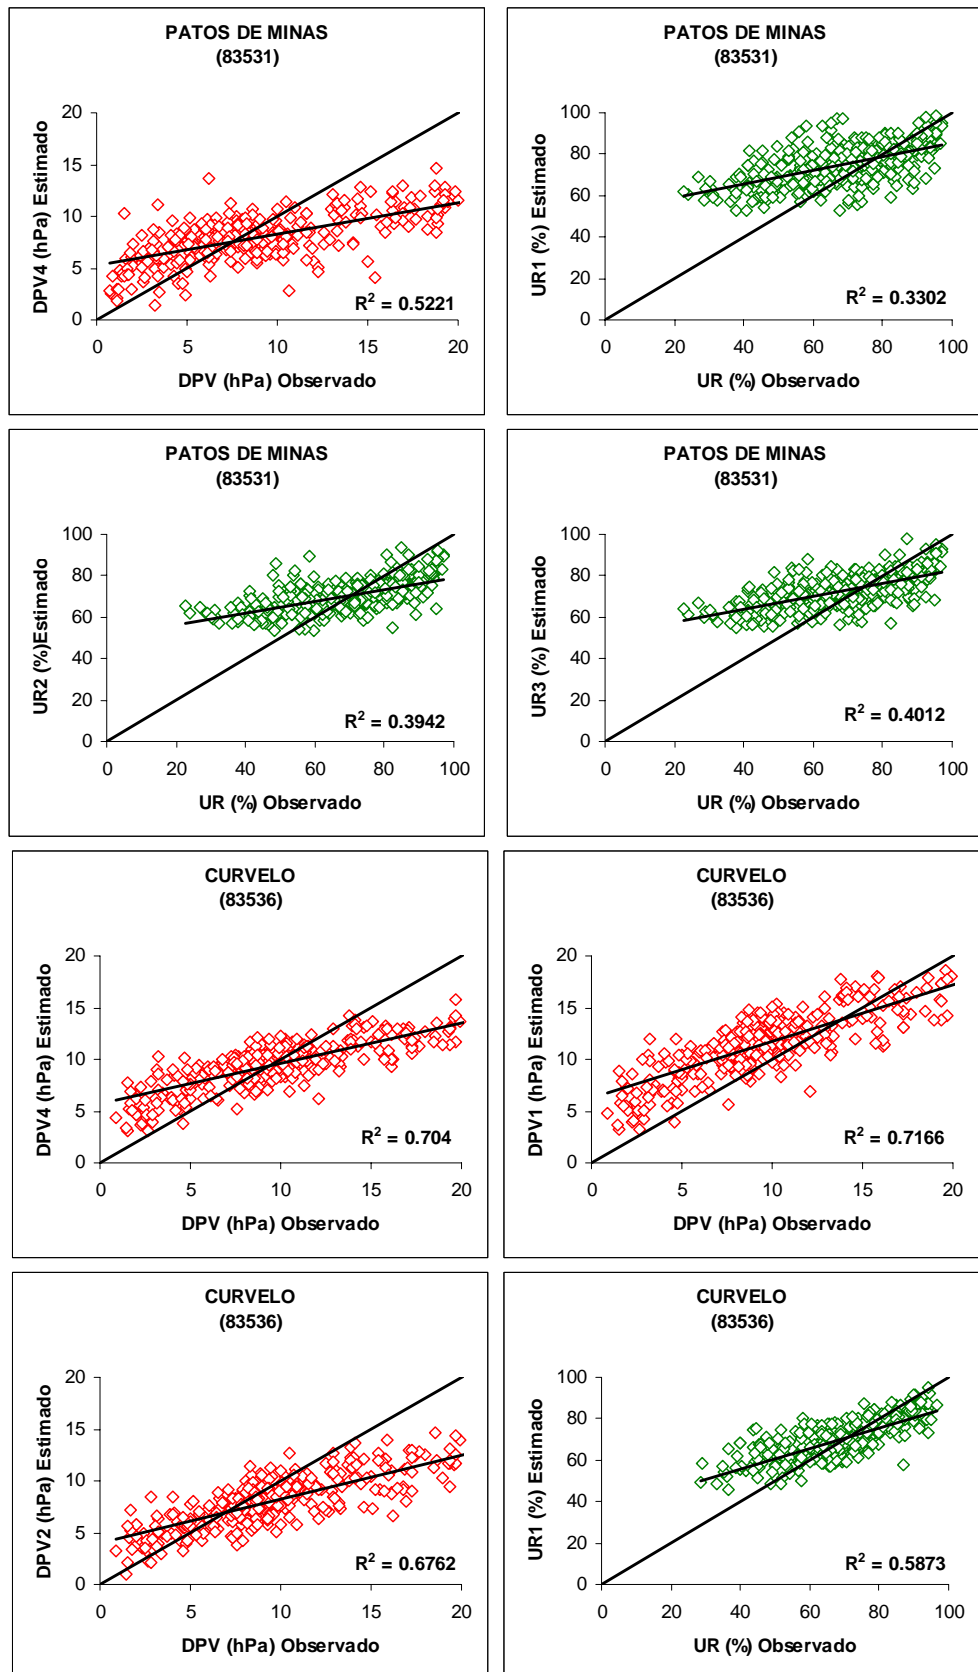 PATOS DE MINAS
(83531)
20
15
10
5
0
0 5 10 15 20
DPV4 (hPa) Estimado
DPV (hPa) Observado
R² = 0.5221
PATOS DE MINAS
(83531)
100
80
60
40
20
0
0 20 40 60 80 100
UR1 (%) Estimado
UR (%) Observado
R² = 0.3302
PATOS DE MINAS
(83531)
100
80
60
40
20
0
0 20 40 60 80 100
UR2 (%)Estimado
UR (%) Observado
R² = 0.3942
PATOS DE MINAS
(83531)
100
80
60
40
20
0
0 20 40 60 80 100
UR3 (%) Estimado
UR (%) Observado
R² = 0.4012
CURVELO
(83536)
20
15
10
5
0
0 5 10 15 20
DPV4 (hPa) Estimado
DPV (hPa) Observado
R² = 0.704
CURVELO
(83536)
20
15
10
5
0
0 5 10 15 20
DPV1 (hPa) Estimado
DPV (hPa) Observado
R² = 0.7166
CURVELO
(83536)
20
15
10
5
0
0 5 10 15 20
DPV2 (hPa) Estimado
DPV (hPa) Observado
R² = 0.6762
CURVELO
(83536)
100
80
60
40
20
0
0 20 40 60 80 100
UR1 (%) Estimado
UR (%) Observado
R² = 0.5873